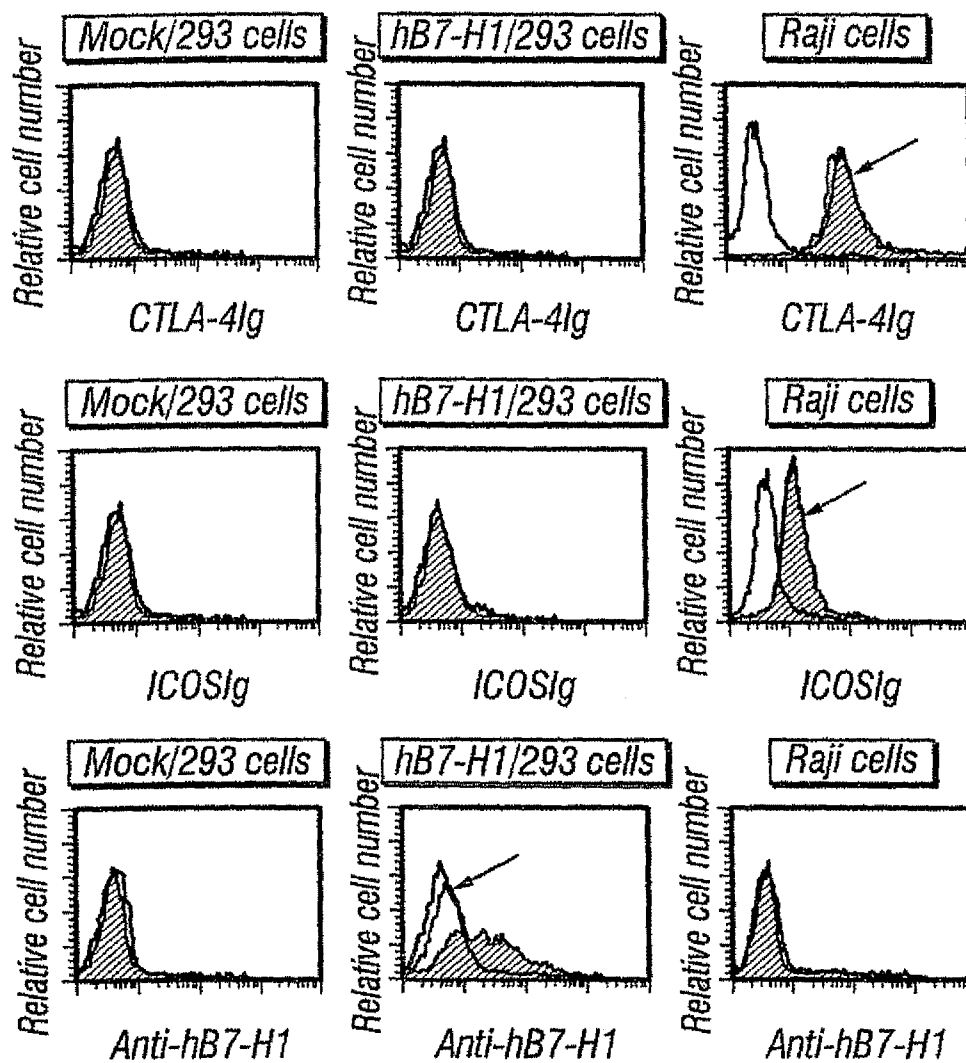 Mock/293 cells
hB7-H1/293 cells
Raji cells
Relative cell number
Relative cell number
Relative cell number
CTLA-4Ig
CTLA-4Ig
CTLA-4Ig
Mock/293 cells
hB7-H1/293 cells
Raji cells
Relative cell number
Relative cell number
Relative cell number
ICOSIg
ICOSIg
ICOSIg
Mock/293 cells
hB7-H1/293 cells
Raji cells
Relative cell number
Relative cell number
Relative cell number
Anti-hB7-H1
Anti-hB7-H1
Anti-hB7-H1